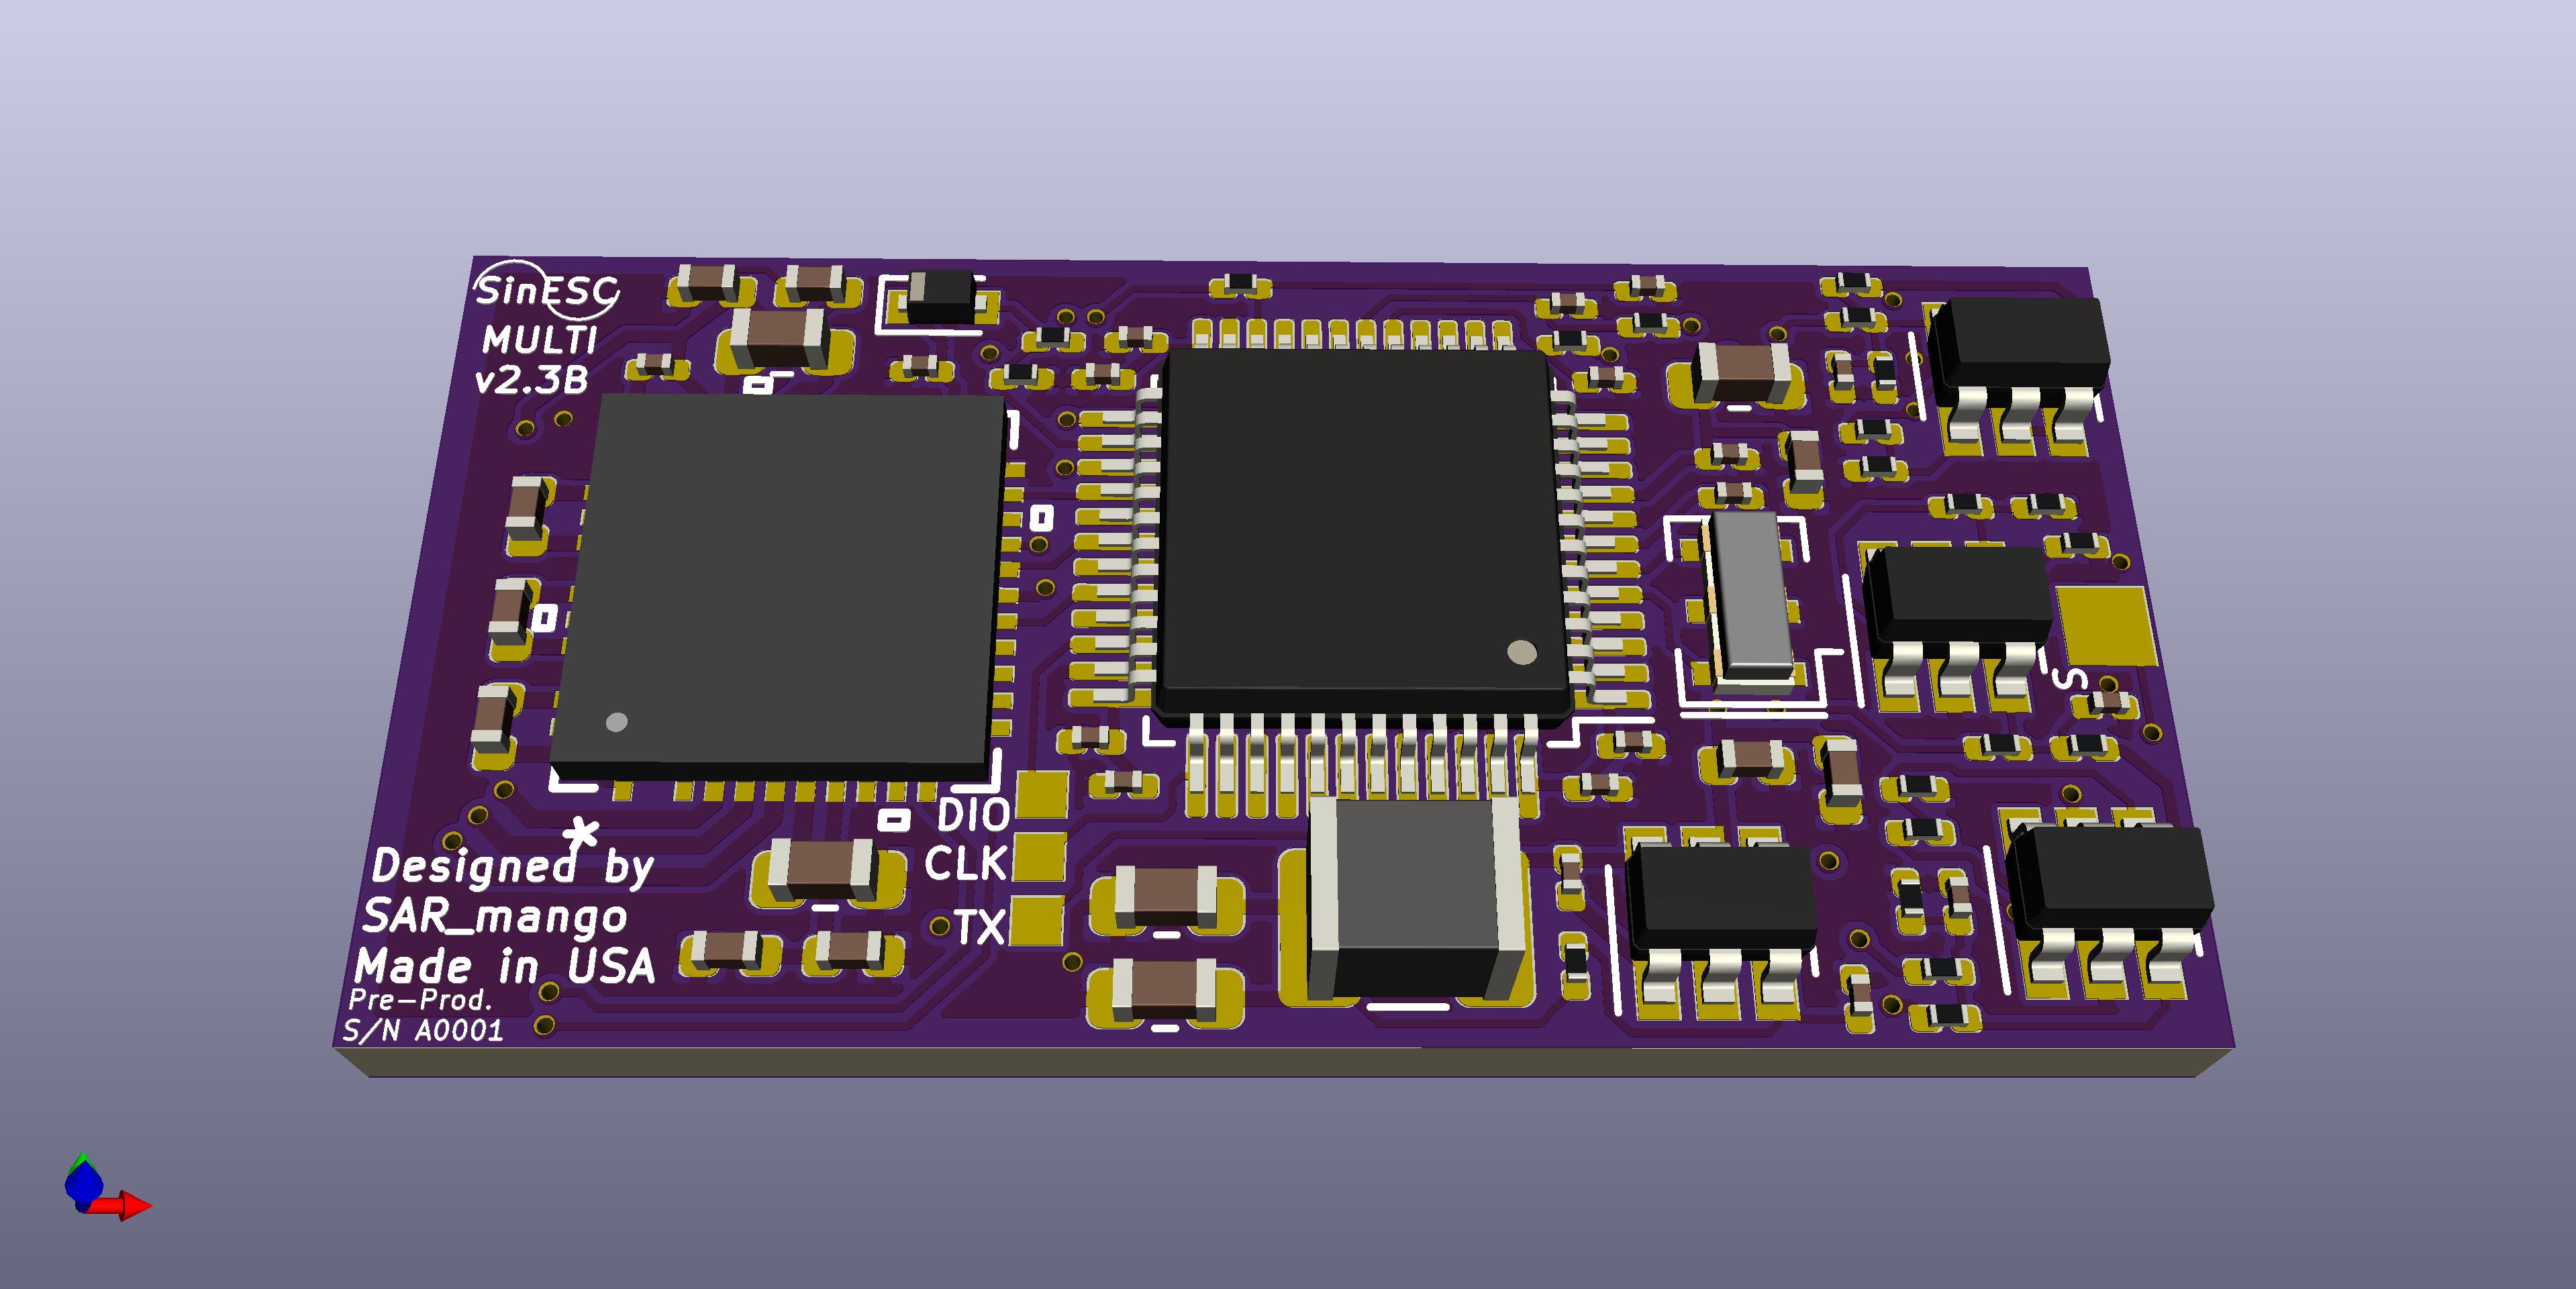 SinESC
MULTI
v2.3B
S
DIO
CLK
TX
*
Designed by
SAR_mango
Made in USA
Pre-Prod.
S/N A0001